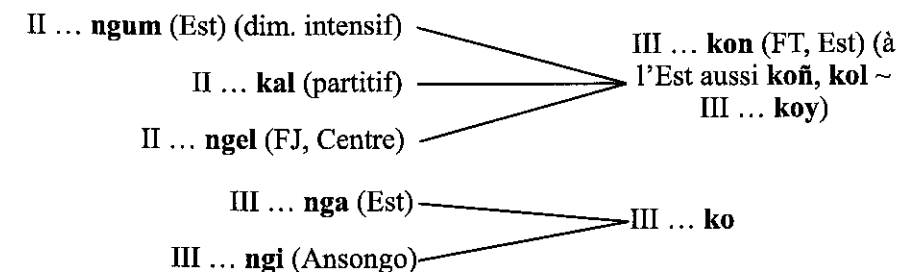 II … ngum (Est) (dim. intensif)
II … kal (partitif)
II … ngel (FJ, Centre)
III … kon (FT, Est) (à
l’Est aussi koñ, kol ~
III … koy)
III … nga (Est)
III … ngi (Ansongo)
III … ko